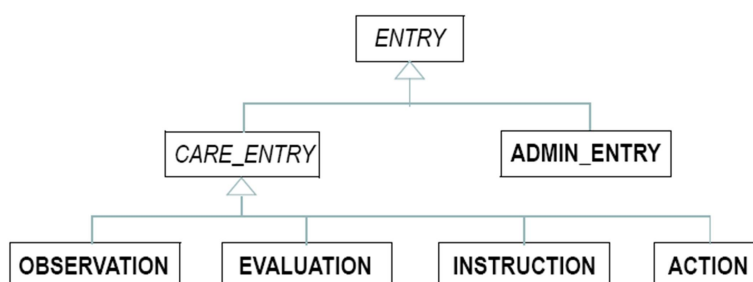 ENTRY
CARE_ENTRY
ADMIN_ENTRY
OBSERVATION
EVALUATION
INSTRUCTION
ACTION